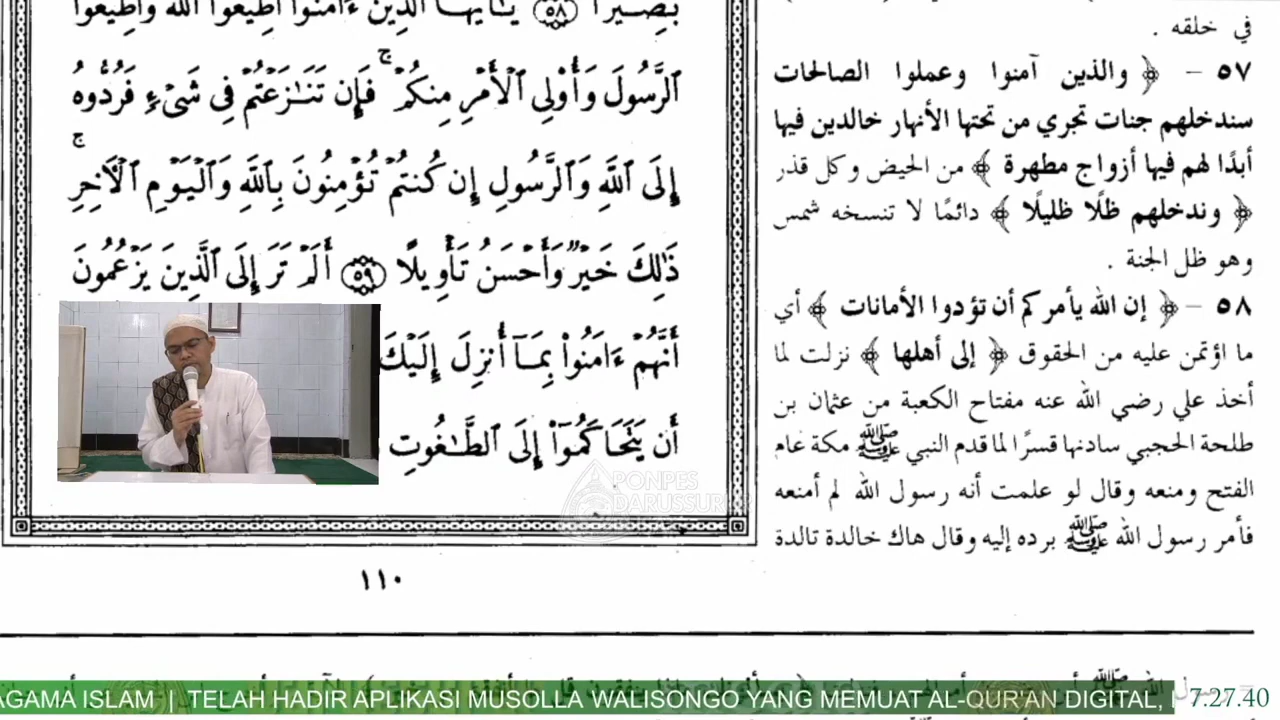 بَصِيرًا ٥٨ يَٰٓأَيُّهَا ٱلَّذِينَ ءَامَنُوٓا۟ أَطِيعُوا۟ ٱللَّهَ وَأَطِيعُوا۟
ٱلرَّسُولَ وَأُو۟لِى ٱلْأَمْرِ مِنكُمْ ۖ فَإِن تَنَٰزَعْتُمْ فِى شَىْءٍ فَرُدُّوهُ
إِلَى ٱللَّهِ وَٱلرَّسُولِ إِن كُنتُمْ تُؤْمِنُونَ بِٱللَّهِ وَٱلْيَوْمِ ٱلْءَاخِرِ ۚ
ذَٰلِكَ خَيْرٌ وَأَحْسَنُ تَأْوِيلًا ٥٩ أَلَمْ تَرَ إِلَى ٱلَّذِينَ يَزْعُمُونَ
أَنَّهُمْ ءَامَنُوا۟ بِمَآ أُنزِلَ إِلَيْكَ
أَن يَتَحَاكَمُوٓا۟ إِلَى ٱلطَّٰغُوتِ
١١٠
في خلقه .
٥٧ – ﴿ والذين آمنوا وعملوا الصالحات
سندخلهم جنات تجري من تحتها الأنهار خالدين فيها
أبدًا لهم فيها أزواج مطهرة ﴾ من الحيض وكل قذر
﴿ وندخلهم ظلًا ظليلًا ﴾ دائمًا لا تنسخه شمس
وهو ظل الجنة .
٥٨ – ﴿ إن الله يأمركم أن تؤدوا الأمانات ﴾ أي
ما اؤتمن عليه من الحقوق ﴿ إلى أهلها ﴾ نزلت لما
أخذ علي رضي الله عنه مفتاح الكعبة من عثمان بن
طلحة الحجبي سادنها قسرًا لما قدم النبي ﷺ مكة عام
الفتح ومنعه وقال لو علمت أنه رسول الله لم أمنعه
فأمر رسول الله ﷺ برده إليه وقال هاك خالدة تالدة
PONPES
DARUSSUR
AGAMA ISLAM | TELAH HADIR APLIKASI MUSOLLA WALISONGO YANG MEMUAT AL-QUR'AN DIGITAL,
7.27.40